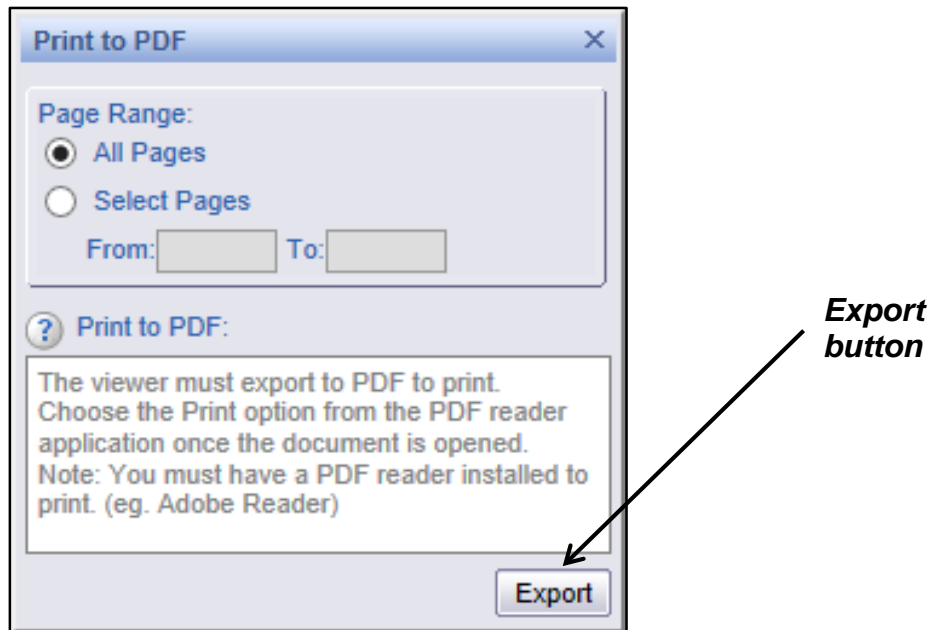 Print to PDF
Page Range:
All Pages
Select Pages
From: To:
? Print to PDF:
The viewer must export to PDF to print.
Choose the Print option from the PDF reader
application once the document is opened.
Note: You must have a PDF reader installed to
print. (eg. Adobe Reader)
Export
Export
button